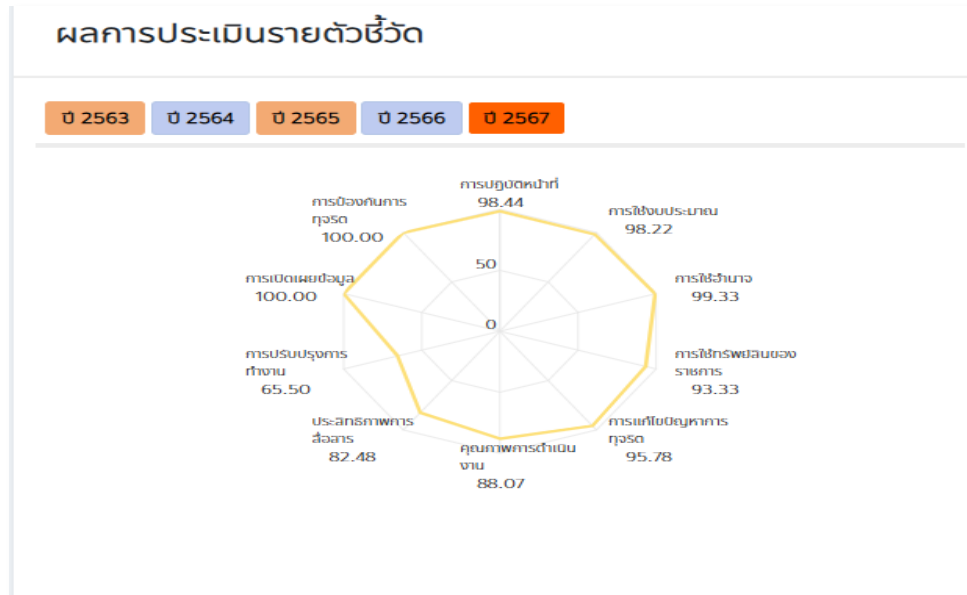 ผลการประเมินรายตัวชี้วัด
ปี 2563 ปี 2564 ปี 2565 ปี 2566 ปี 2567
การปฏิบัติหน้าที่
98.44
การใช้งบประมาณ
98.22
การใช้อำนาจ
99.33
การใช้ทรัพย์สินของ
ราชการ
93.33
การแก้ไขปัญหาการ
ทุจริต
95.78
คุณภาพการดำเนิน
งาน
88.07
ประสิทธิภาพการ
สื่อสาร
82.48
การปรับปรุงการ
ทำงาน
65.50
การเปิดเผยข้อมูล
100.00
การป้องกันการ
ทุจริต
100.00
50
0